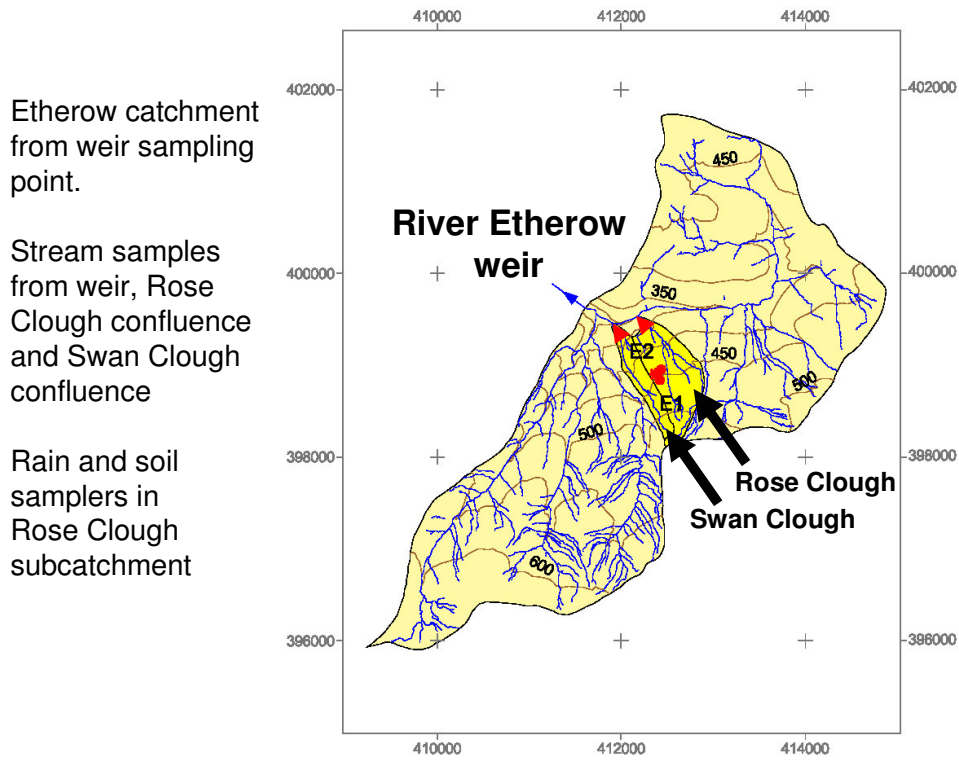 410000
412000
414000
402000
402000
Etherow catchment
from weir sampling
point.
Stream samples
from weir, Rose
Clough confluence
and Swan Clough
confluence
Rain and soil
samplers in
Rose Clough
subcatchment
450
River Etherow
weir
400000
400000
350
E2
450
500
E1
500
398000
398000
Rose Clough
Swan Clough
600
396000
396000
410000
412000
414000